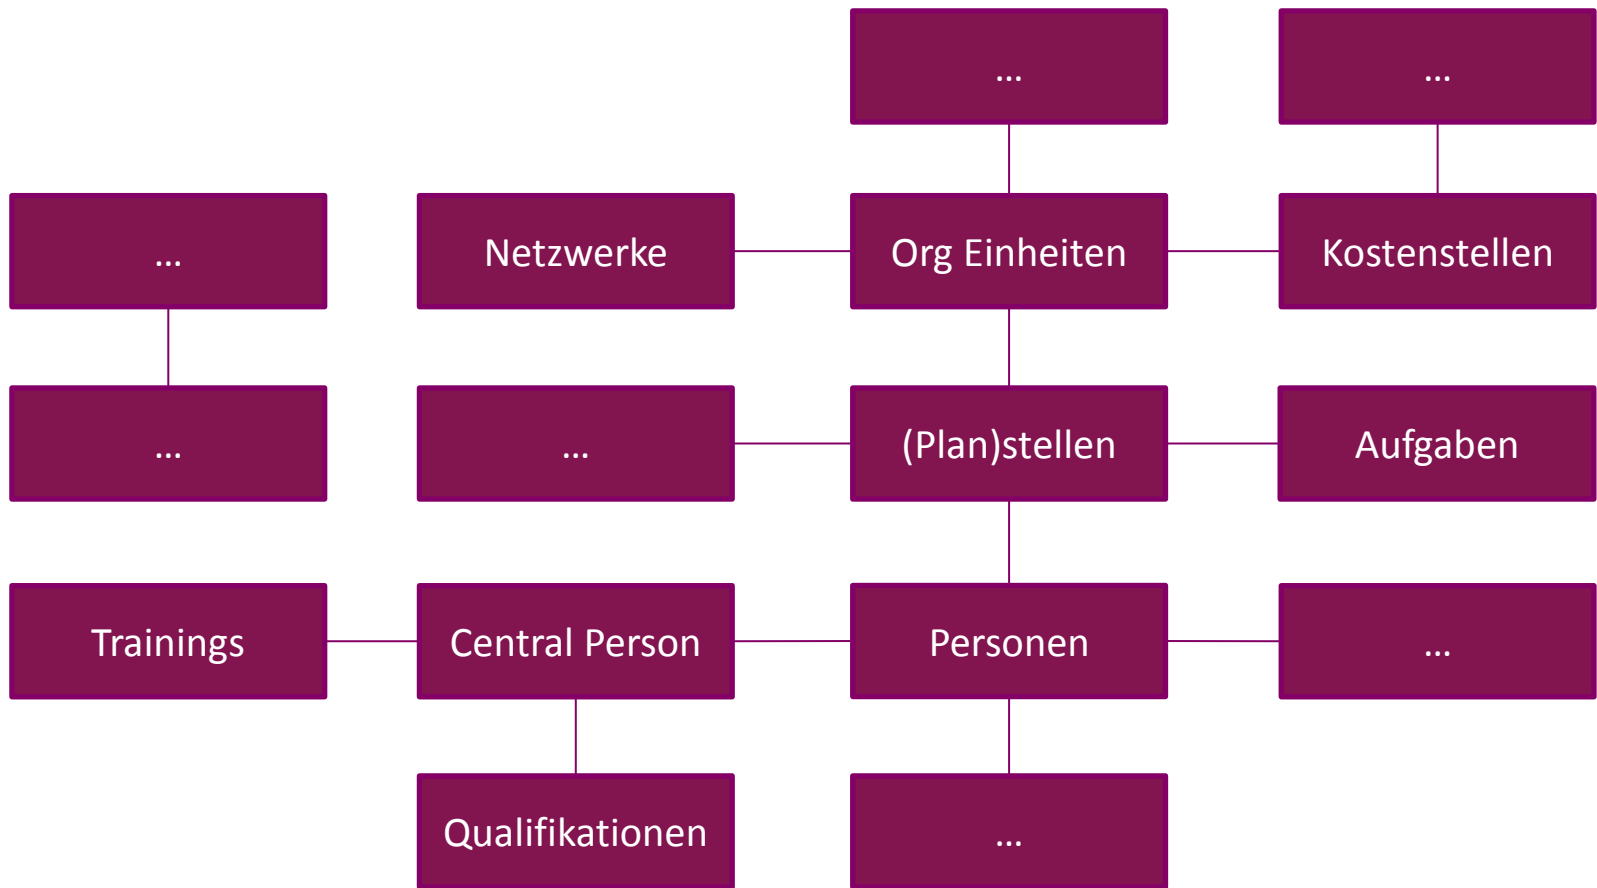 ...
...
...
Netzwerke
Org Einheiten
Kostenstellen
...
...
(Plan)stellen
Aufgaben
Trainings
Central Person
Personen
...
Qualifikationen
...